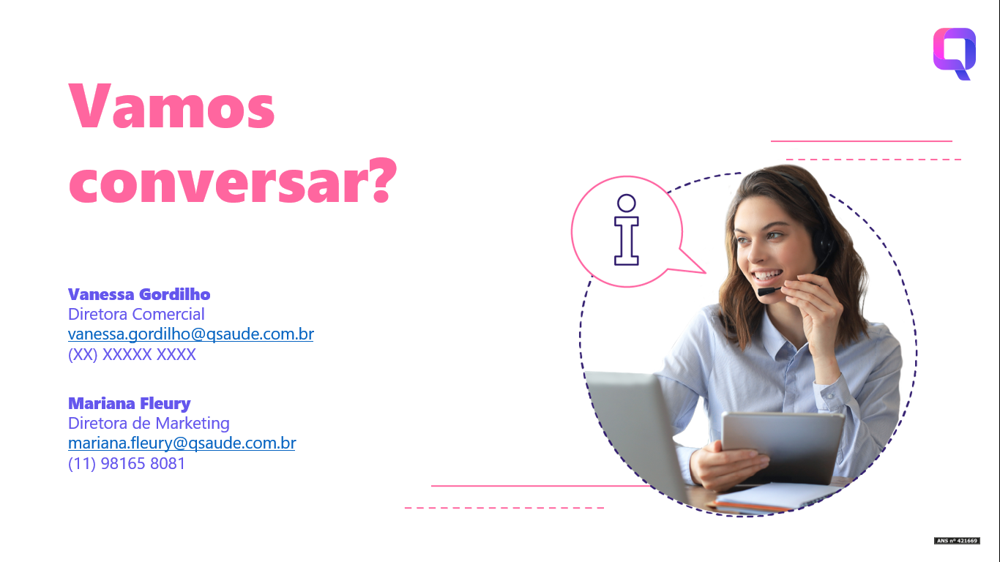 Vamos
conversar?
Vanessa Gordilho
Diretora Comercial
vanessa.gordilho@qsaude.com.br
(XX) XXXXX XXXX
Mariana Fleury
Diretora de Marketing
mariana.fleury@qsaude.com.br
(11) 98165 8081
ANS nº 421669